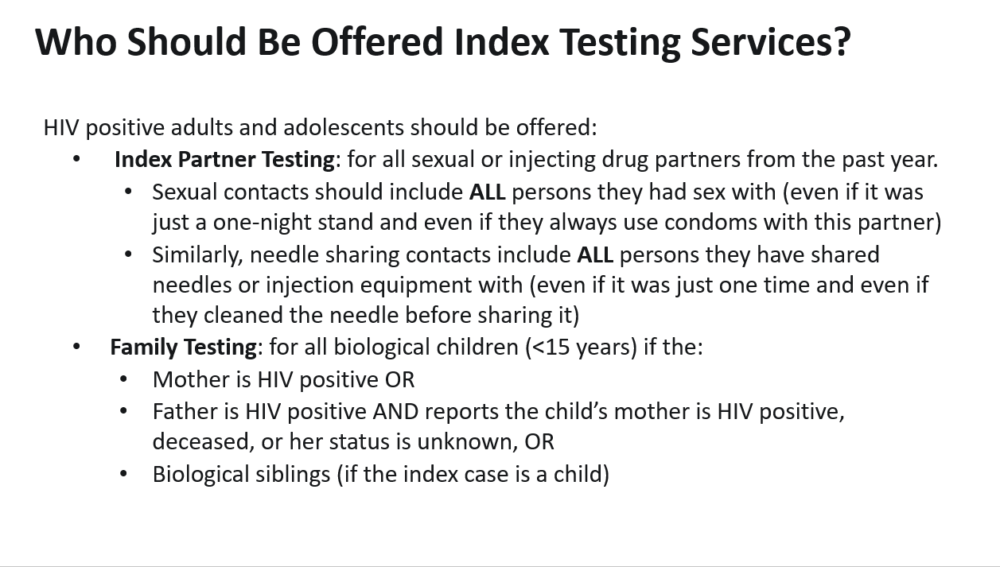 Who Should Be Offered Index Testing Services?
HIV positive adults and adolescents should be offered:
• Index Partner Testing: for all sexual or injecting drug partners from the past year.
• Sexual contacts should include ALL persons they had sex with (even if it was
just a one-night stand and even if they always use condoms with this partner)
• Similarly, needle sharing contacts include ALL persons they have shared
needles or injection equipment with (even if it was just one time and even if
they cleaned the needle before sharing it)
• Family Testing: for all biological children (<15 years) if the:
• Mother is HIV positive OR
• Father is HIV positive AND reports the child’s mother is HIV positive,
deceased, or her status is unknown, OR
• Biological siblings (if the index case is a child)